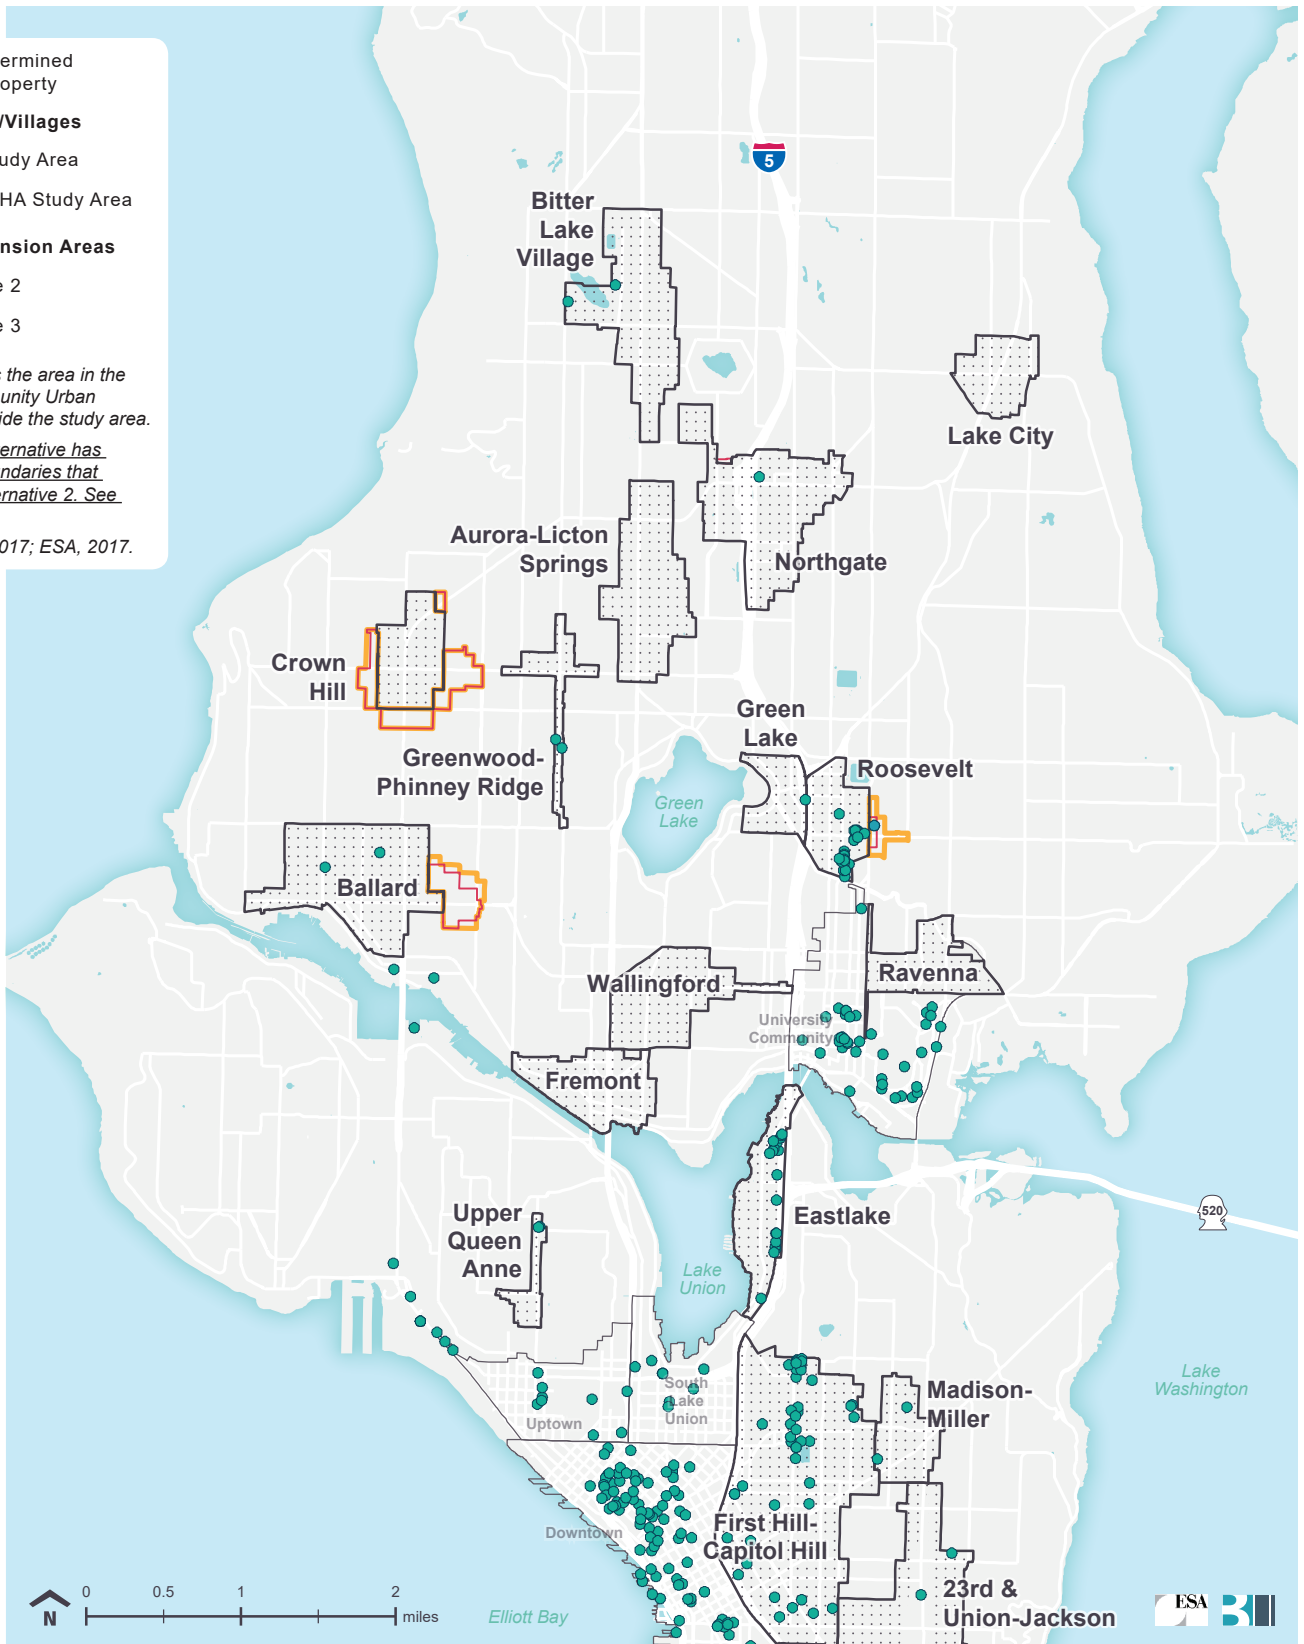 ermined
operty
/Villages
udy Area
HA Study Area
nsion Areas
e 2
e 3
s the area in the
unity Urban
ide the study area.
ernative has
ndaries that
ernative 2. See
017; ESA, 2017.
5
Bitter
Lake
Village
Lake City
Aurora-Licton
Springs
Northgate
Crown
Hill
Green
Lake
Greenwood-
Phinney Ridge
Roosevelt
Green
Lake
Ballard
Wallingford
Ravenna
University
Community
Fremont
Upper
Queen
Anne
Eastlake
520
Lake
Union
Lake
Washington
South
Lake
Union
Uptown
Madison-
Miller
Downtown
First Hill-
Capitol Hill
23rd &
Union-Jackson
Elliott Bay
0 0.5 1 2
miles
N
ESA
B